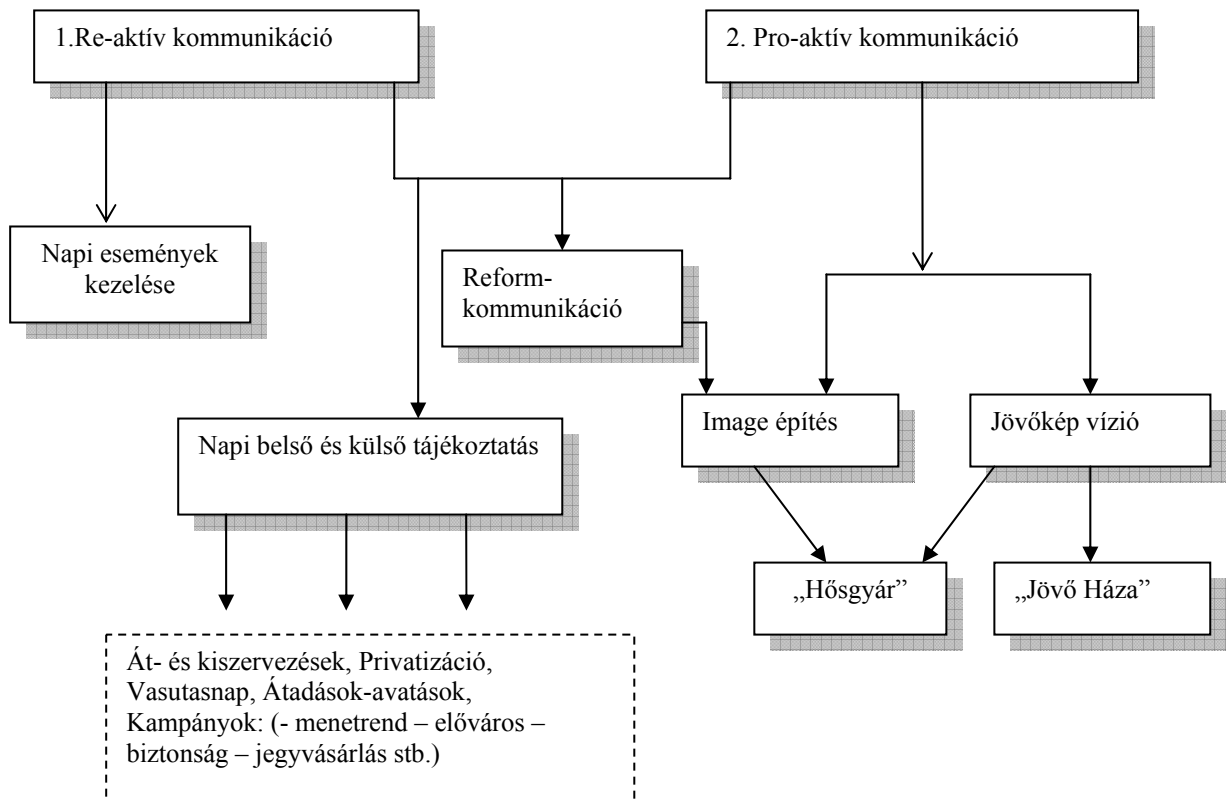 1.Re-aktív kommunikáció
2. Pro-aktív kommunikáció
Napi események
kezelése
Reform-
kommunikáció
Image építés
Jövőkép vízió
Napi belső és külső tájékoztatás
„Hősgyár”
„Jövő Háza”
Át- és kiszervezések, Privatizáció,
Vasutasnap, Átadások-avatások,
Kampányok: (- menetrend – előváros –
biztonság – jegyvásárlás stb.)